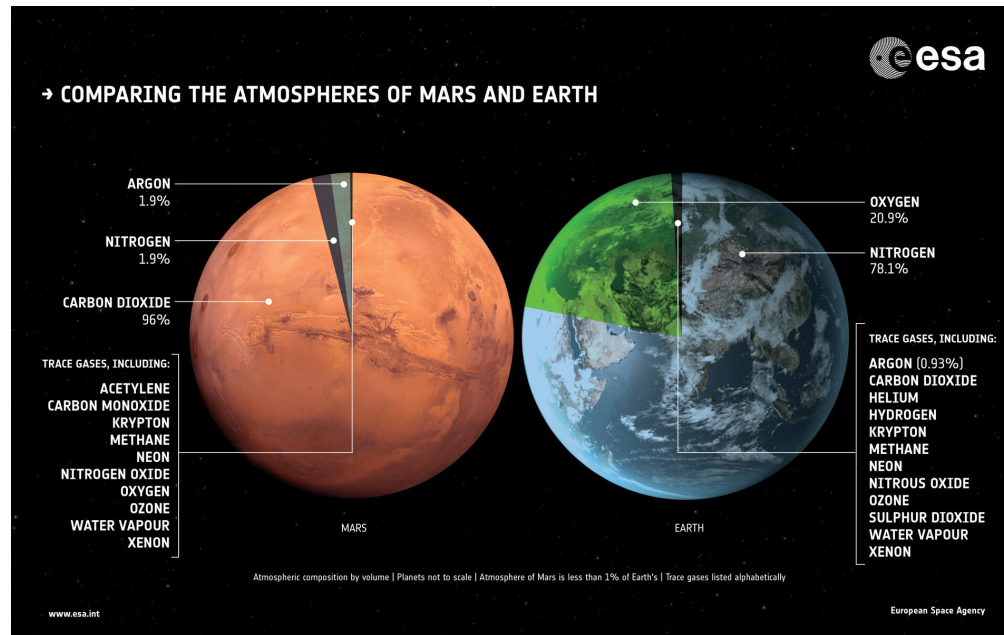 esa
→ COMPARING THE ATMOSPHERES OF MARS AND EARTH
ARGON
1.9%
NITROGEN
1.9%
CARBON DIOXIDE
96%
TRACE GASES, INCLUDING:
ACETYLENE
CARBON MONOXIDE
KRYPTON
METHANE
NEON
NITROGEN OXIDE
OXYGEN
OZONE
WATER VAPOUR
XENON
MARS
OXYGEN
20.9%
NITROGEN
78.1%
TRACE GASES, INCLUDING:
ARGON (0.93%)
CARBON DIOXIDE
HELIUM
HYDROGEN
KRYPTON
METHANE
NEON
NITROUS OXIDE
OZONE
SULPHUR DIOXIDE
WATER VAPOUR
XENON
EARTH
Atmospheric composition by volume | Planets not to scale | Atmosphere of Mars is less than 1% of Earth's | Trace gases listed alphabetically
www.esa.int
European Space Agency